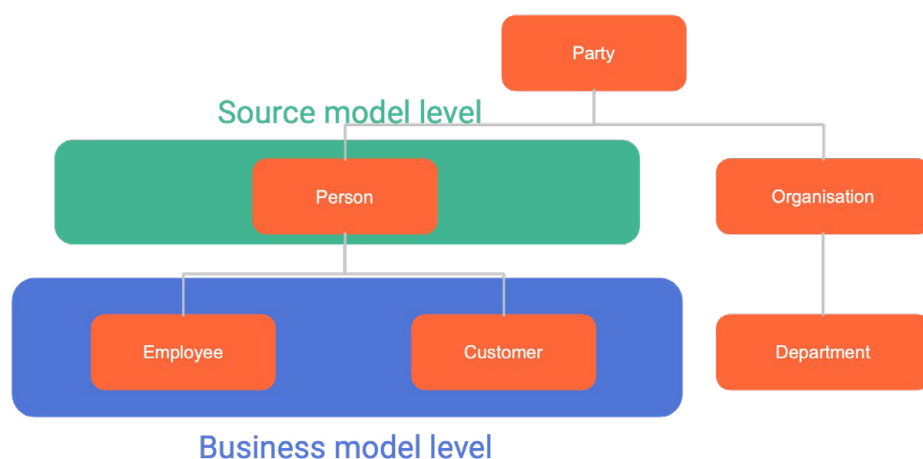 Party
Source model level
Person
Organisation
Employee
Customer
Department
Business model level